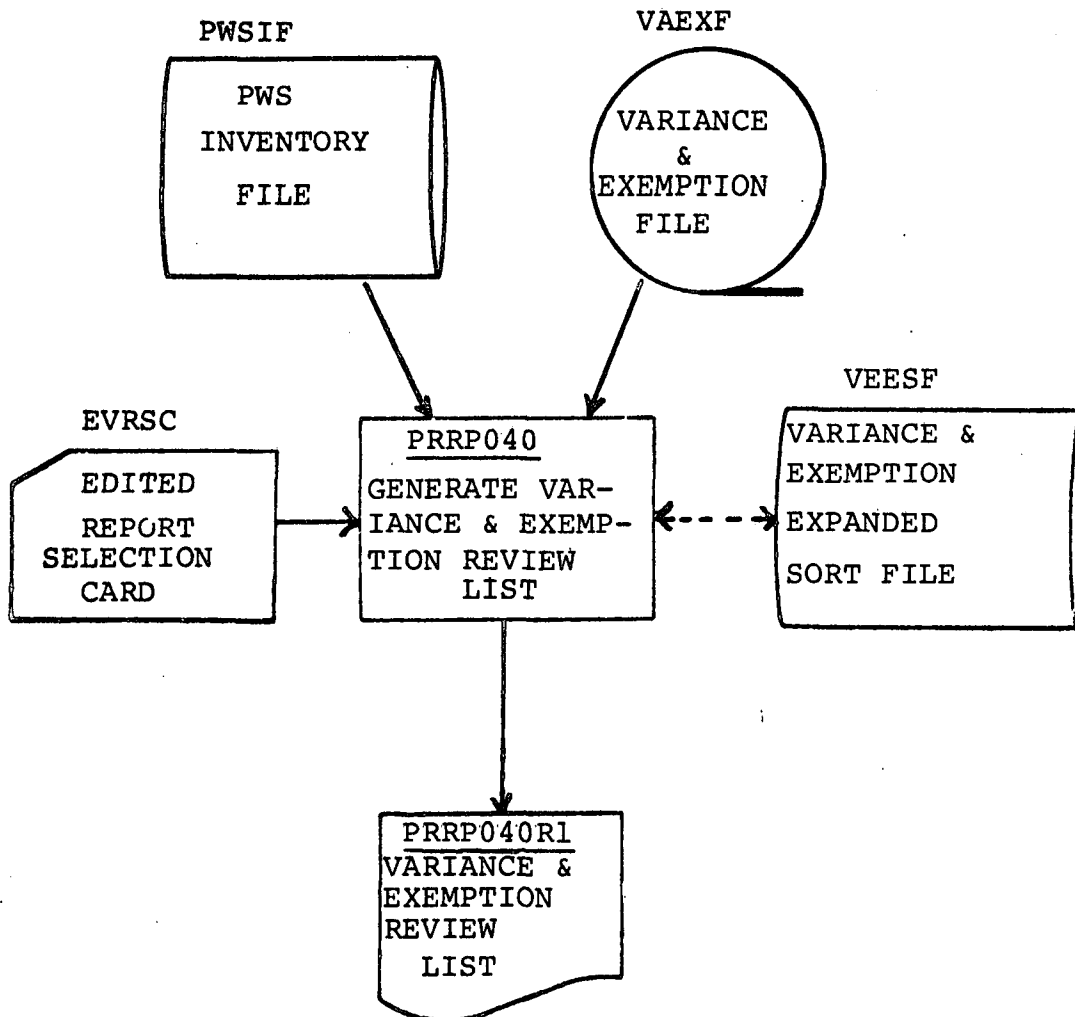 PWSIF
PWS
INVENTORY
FILE
VAEXF
VARIANCE
&
EXEMPTION
FILE
EVRSC
EDITED
REPORT
SELECTION
CARD
PRRP040
GENERATE VAR-
IANCE & EXEMP-
TION REVIEW
LIST
VEESF
VARIANCE &
EXEMPTION
EXPANDED
SORT FILE
PRRP040R1
VARIANCE &
EXEMPTION
REVIEW
LIST